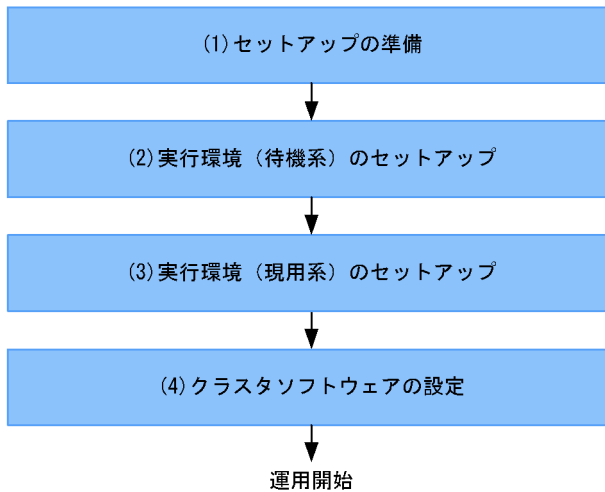 (1)セットアップの準備
(2)実行環境（待機系）のセットアップ
(3)実行環境（現用系）のセットアップ
(4)クラスタソフトウェアの設定
運用開始